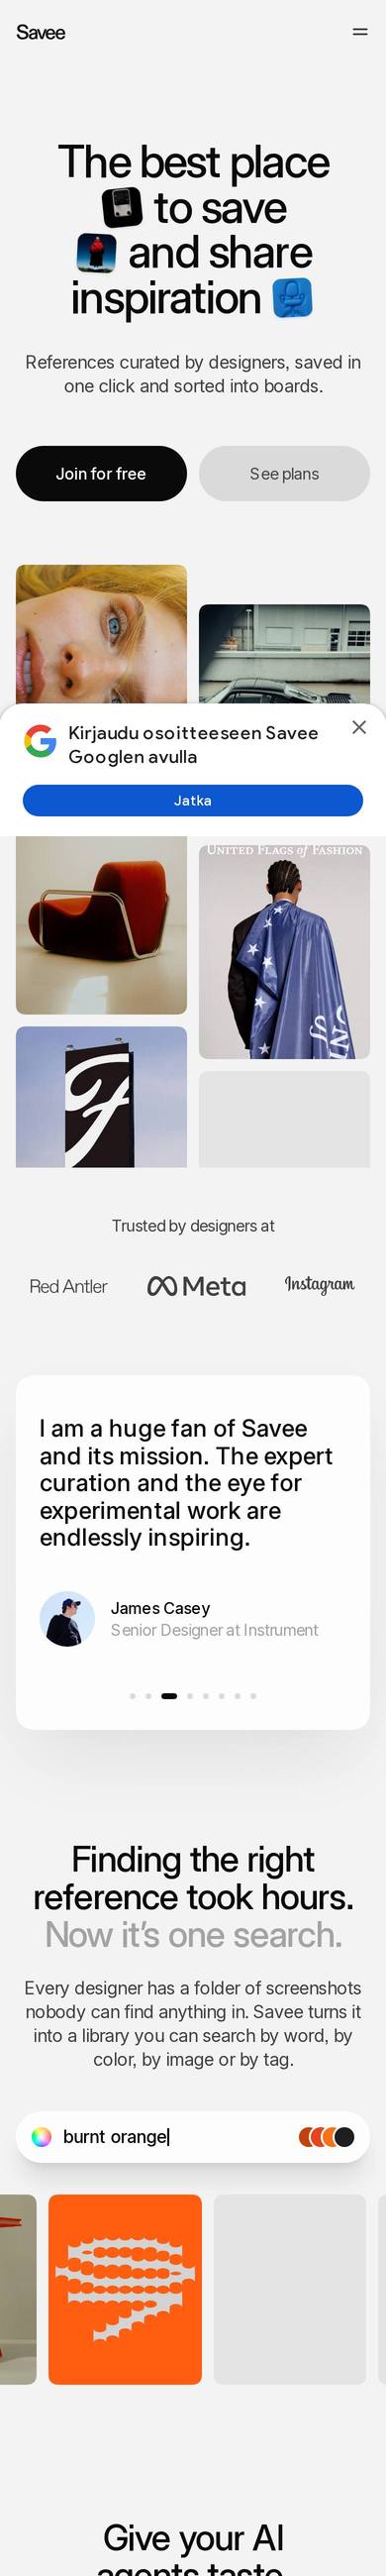 Savee
The best place
to save
and share
inspiration
References curated by designers, saved in
one click and sorted into boards.
Join for free
See plans
Kirjaudu osoitteeseen Savee
Googlen avulla
Jatka
UNITED FLAGS of FASHION
Trusted by designers at
Red Antler
Meta
Instagram
I am a huge fan of Savee
and its mission. The expert
curation and the eye for
experimental work are
endlessly inspiring.
James Casey
Senior Designer at Instrument
Finding the right
reference took hours.
Now it's one search.
Every designer has a folder of screenshots
nobody can find anything in. Savee turns it
into a library you can search by word, by
color, by image or by tag.
burnt orange
Give your AI
agents taste